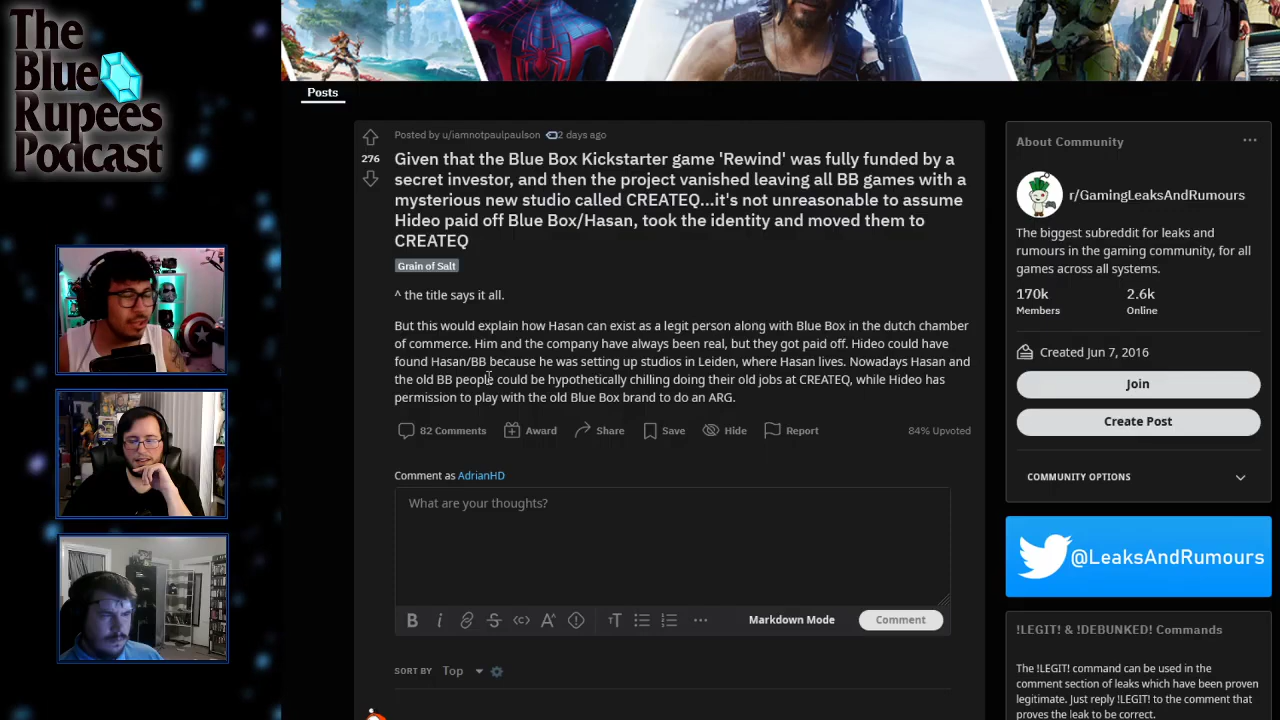 The
Blue
Rupees
Podcast
Posts
Posted by u/iamnotpaulpaulson 2 days ago
276
Given that the Blue Box Kickstarter game 'Rewind' was fully funded by a
secret investor, and then the project vanished leaving all BB games with a
mysterious new studio called CREATEQ...it's not unreasonable to assume
Hideo paid off Blue Box/Hasan, took the identity and moved them to
CREATEQ
Grain of Salt
^ the title says it all.
But this would explain how Hasan can exist as a legit person along with Blue Box in the dutch chamber
of commerce. Him and the company have always been real, but they got paid off. Hideo could have
found Hasan/BB because he was setting up studios in Leiden, where Hasan lives. Nowadays Hasan and
the old BB people could be hypothetically chilling doing their old jobs at CREATEQ, while Hideo has
permission to play with the old Blue Box brand to do an ARG.
82 Comments Award Share Save Hide Report 84% Upvoted
Comment as AdrianHD
What are your thoughts?
Markdown Mode Comment
SORT BY Top
About Community
r/GamingLeaksAndRumours
The biggest subreddit for leaks and
rumours in the gaming community, for all
games across all systems.
170k 2.6k
Members Online
Created Jun 7, 2016
Join
Create Post
COMMUNITY OPTIONS
@LeaksAndRumours
!LEGIT! & !DEBUNKED! Commands
The !LEGIT! command can be used in the
comment section of leaks which have been proven
legitimate. Just reply !LEGIT! to the comment that
proves the leak to be correct.